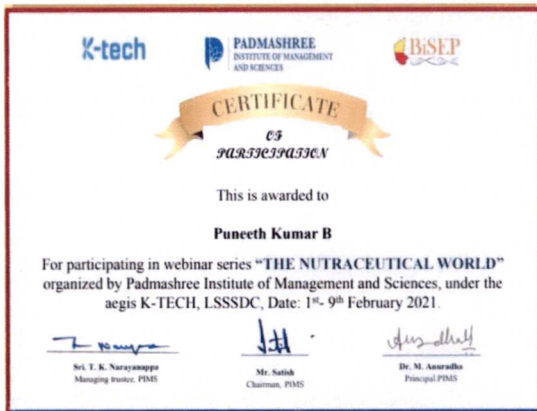 K-tech
PADMASHREE
INSTITUTE OF MANAGEMENT
AND SCIENCES
BiSEP
CERTIFICATE
OF
PARTICIPATION
This is awarded to
Puneeth Kumar B
For participating in webinar series “THE NUTRACEUTICAL WORLD”
organized by Padmashree Institute of Management and Sciences, under the
aegis K-TECH, LSSSDC, Date: 1st- 9th February 2021.
Sri. T. K. Narayanappa
Managing trustee, PIMS
Mr. Satish
Chairman, PIMS
Dr. M. Anuradha
Principal PIMS